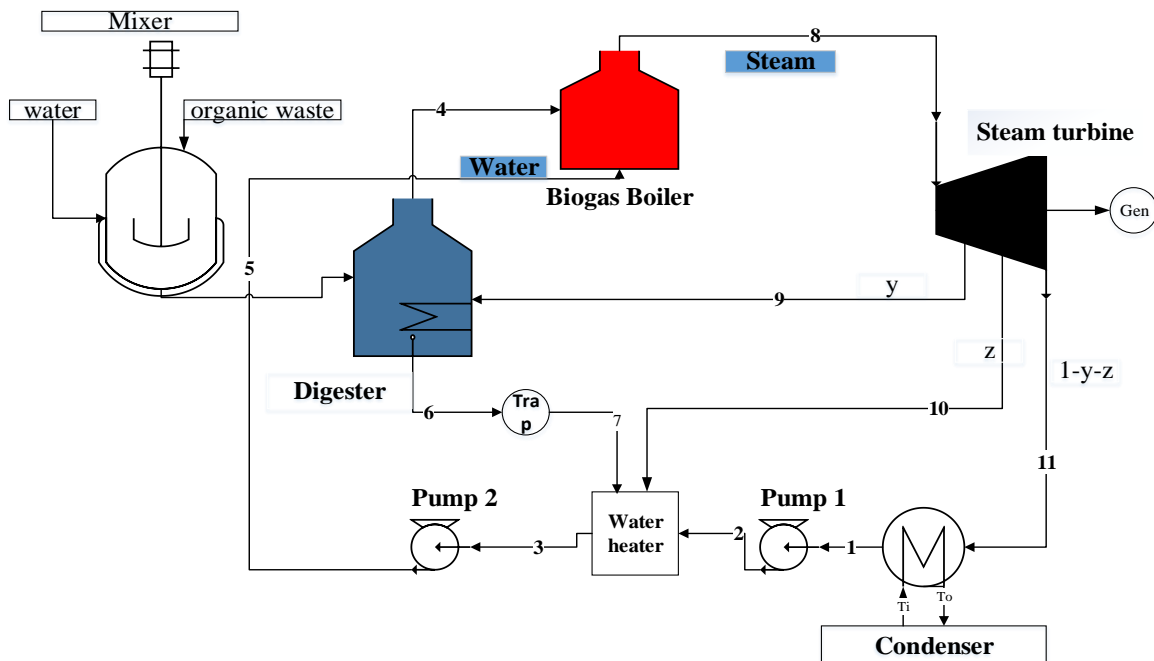 Mixer
8
Steam
water
organic waste
4
Steam turbine
Water
Biogas Boiler
Gen
5
9
y
z
1-y-z
Digester
6
Tra
p
7
10
11
Pump 2
Pump 1
Water
heater
3
2
1
Ti
To
Condenser